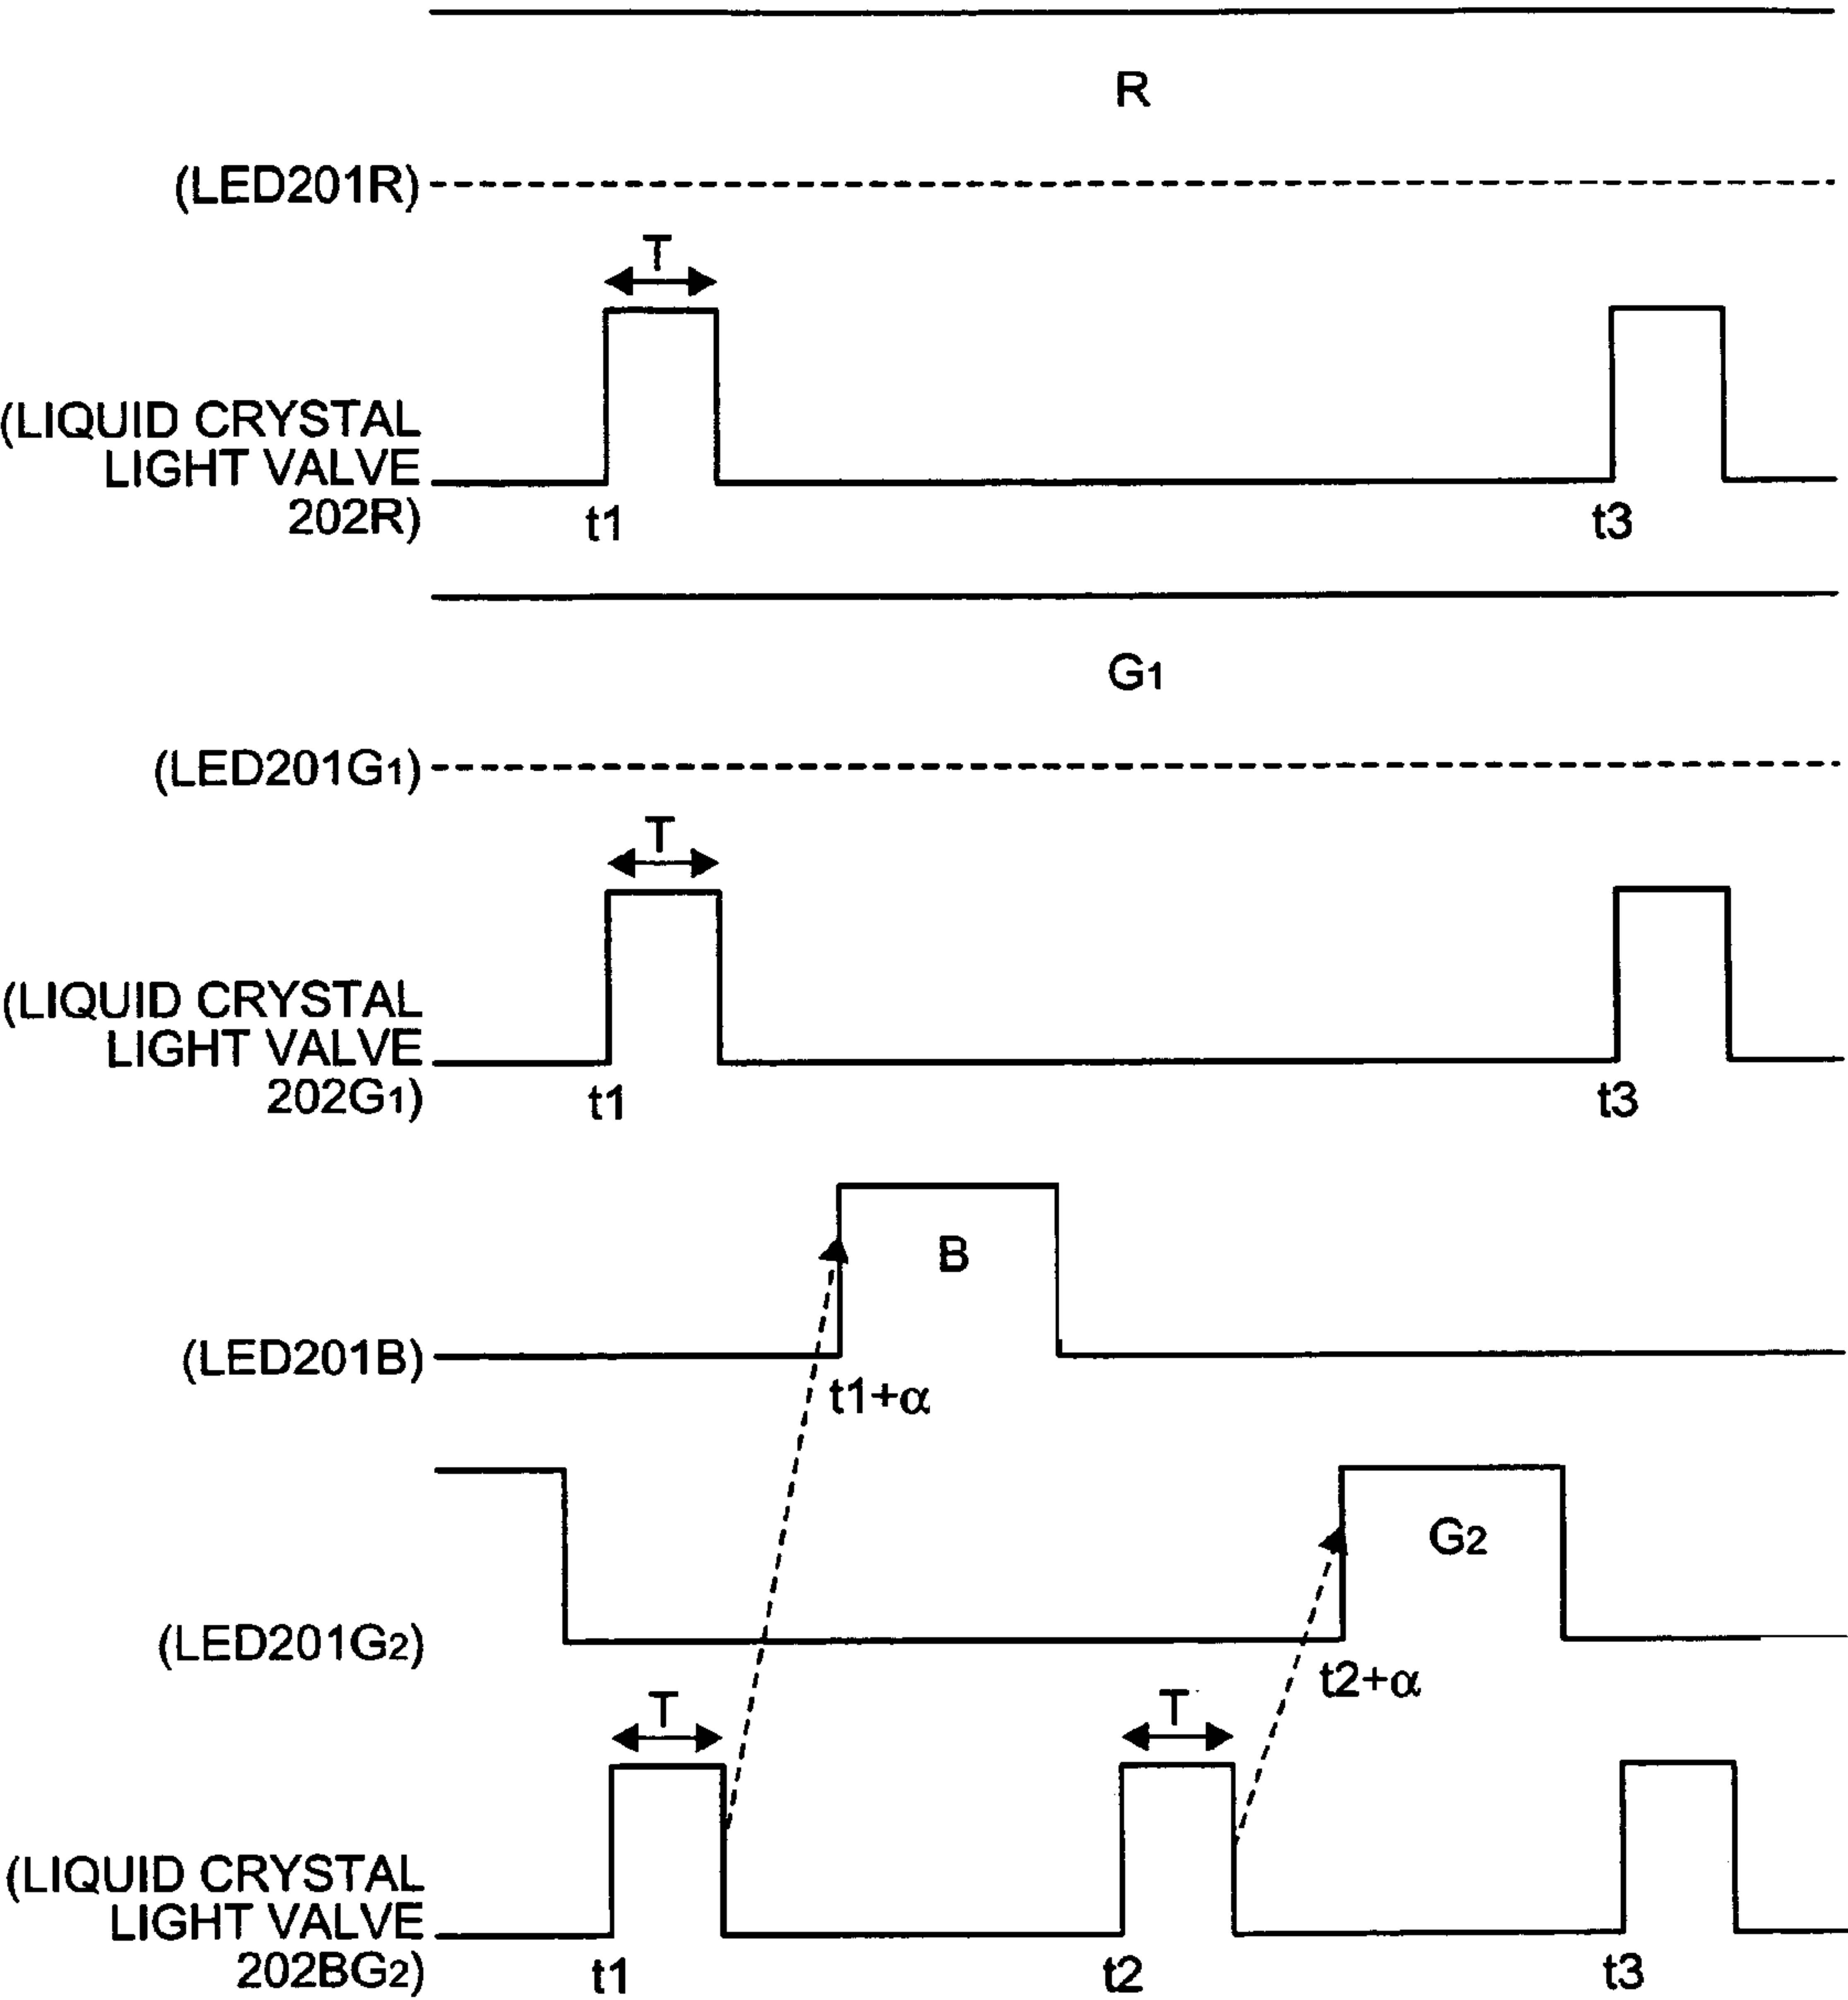 R
(LED201R)
T
(LIQUID CRYSTAL
LIGHT VALVE
202R)
t1
t3
G1
(LED201G1)
T
(LIQUID CRYSTAL
LIGHT VALVE
202G1)
t1
t3
B
(LED201B)
t1+α
G2
(LED201G2)
t2+α
T
T
(LIQUID CRYSTAL
LIGHT VALVE
202BG2)
t1
t2
t3